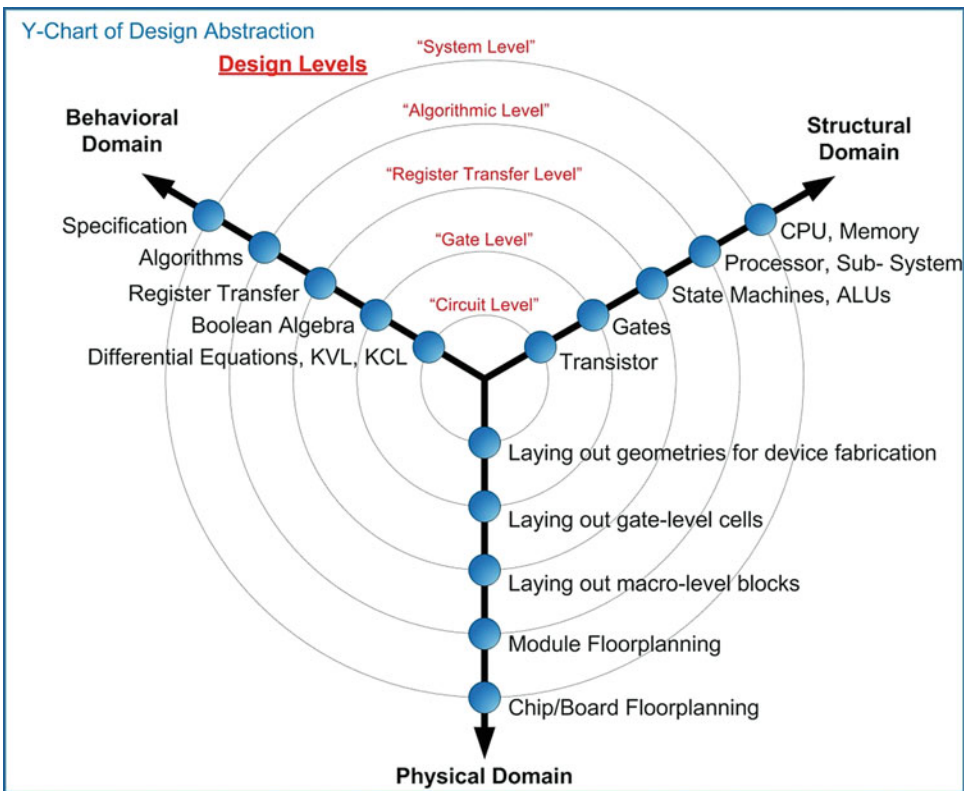 Y-Chart of Design Abstraction
Design Levels
"System Level"
"Algorithmic Level"
"Register Transfer Level"
"Gate Level"
"Circuit Level"
Behavioral
Domain
Specification
Algorithms
Register Transfer
Boolean Algebra
Differential Equations, KVL, KCL
Structural
Domain
CPU, Memory
Processor, Sub- System
State Machines, ALUs
Gates
Transistor
Laying out geometries for device fabrication
Laying out gate-level cells
Laying out macro-level blocks
Module Floorplanning
Chip/Board Floorplanning
Physical Domain